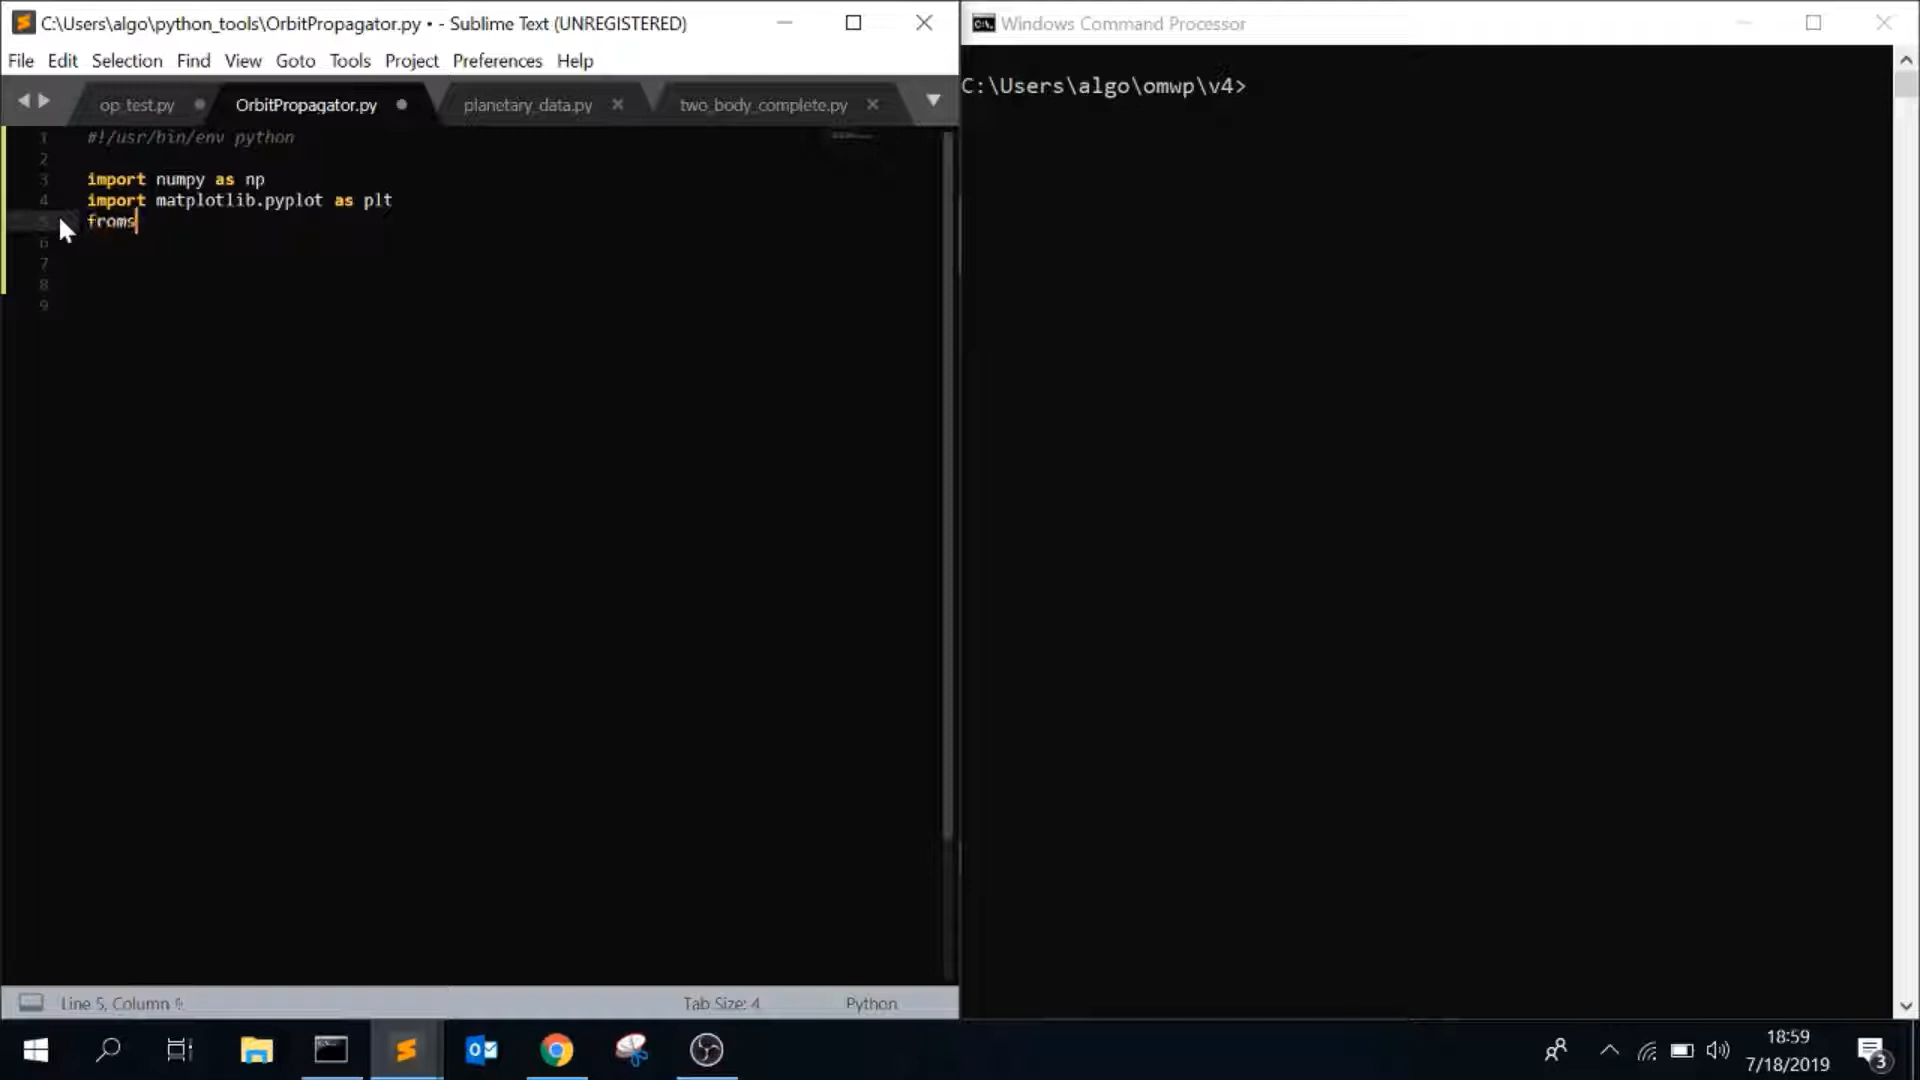 C:\Users\algo\python_tools\OrbitPropagator.py • - Sublime Text (UNREGISTERED)
File Edit Selection Find View Goto Tools Project Preferences Help
op_test.py OrbitPropagator.py planetary_data.py two_body_complete.py
1 #!/usr/bin/env python
2
3 import numpy as np
4 import matplotlib.pyplot as plt
5 froms
6
7
8
9
Line 5, Column Tab Size: 4 Python
Windows Command Processor
C:\Users\algo\omwp\v4>
18:59
7/18/2019
3